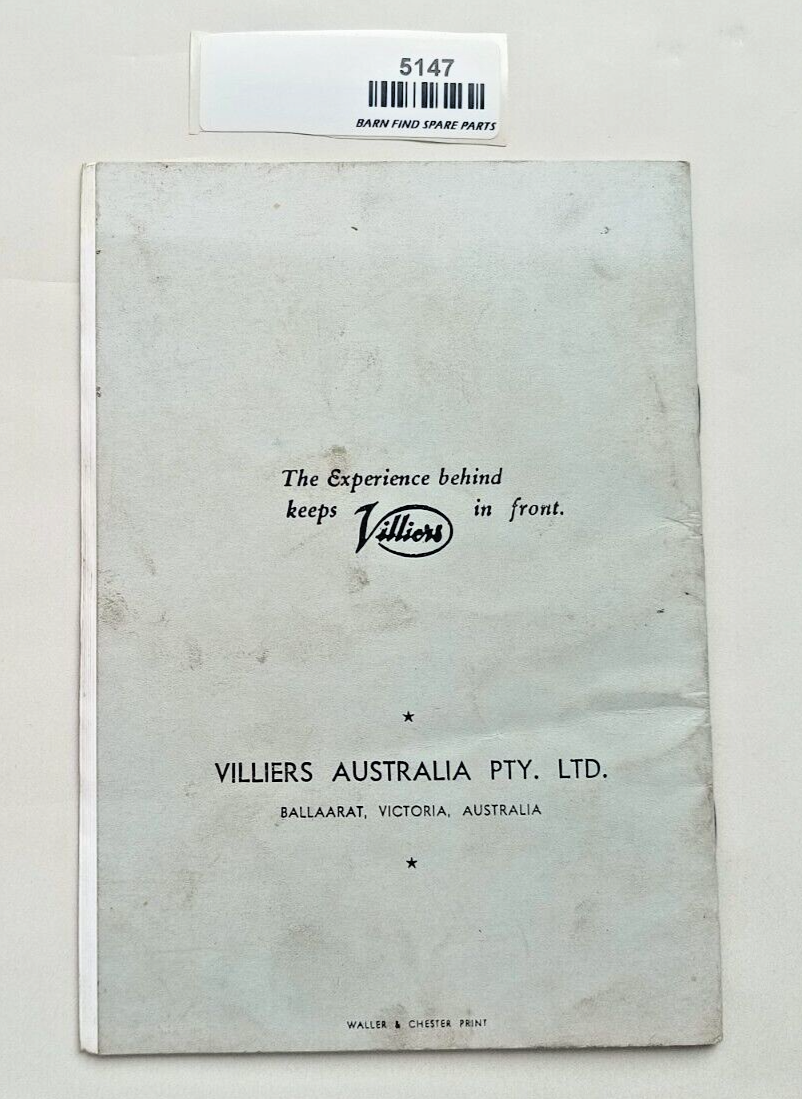 5147
BARN FIND SPARE PARTS
The Experience behind
keeps Villiers in front.
★
VILLIERS AUSTRALIA PTY. LTD.
BALLAARAT, VICTORIA, AUSTRALIA
★
WALLER & CHESTER PRINT